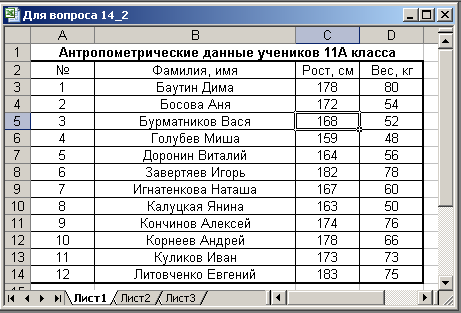 Для вопроса 14_2
A B C D
1 Антропометрические данные учеников 11А класса
2 № Фамилия, имя Рост, см Вес, кг
3 1 Баутин Дима 178 80
4 2 Босова Аня 172 54
5 3 Бурматников Вася 168 52
6 4 Голубев Миша 159 48
7 5 Доронин Виталий 164 56
8 6 Завертяев Игорь 182 78
9 7 Игнатенкова Наташа 167 60
10 8 Калуцкая Янина 163 50
11 9 Кончинов Алексей 174 76
12 10 Корнеев Андрей 178 66
13 11 Куликов Иван 173 73
14 12 Литовченко Евгений 183 75
Лист1 Лист2 Лист3